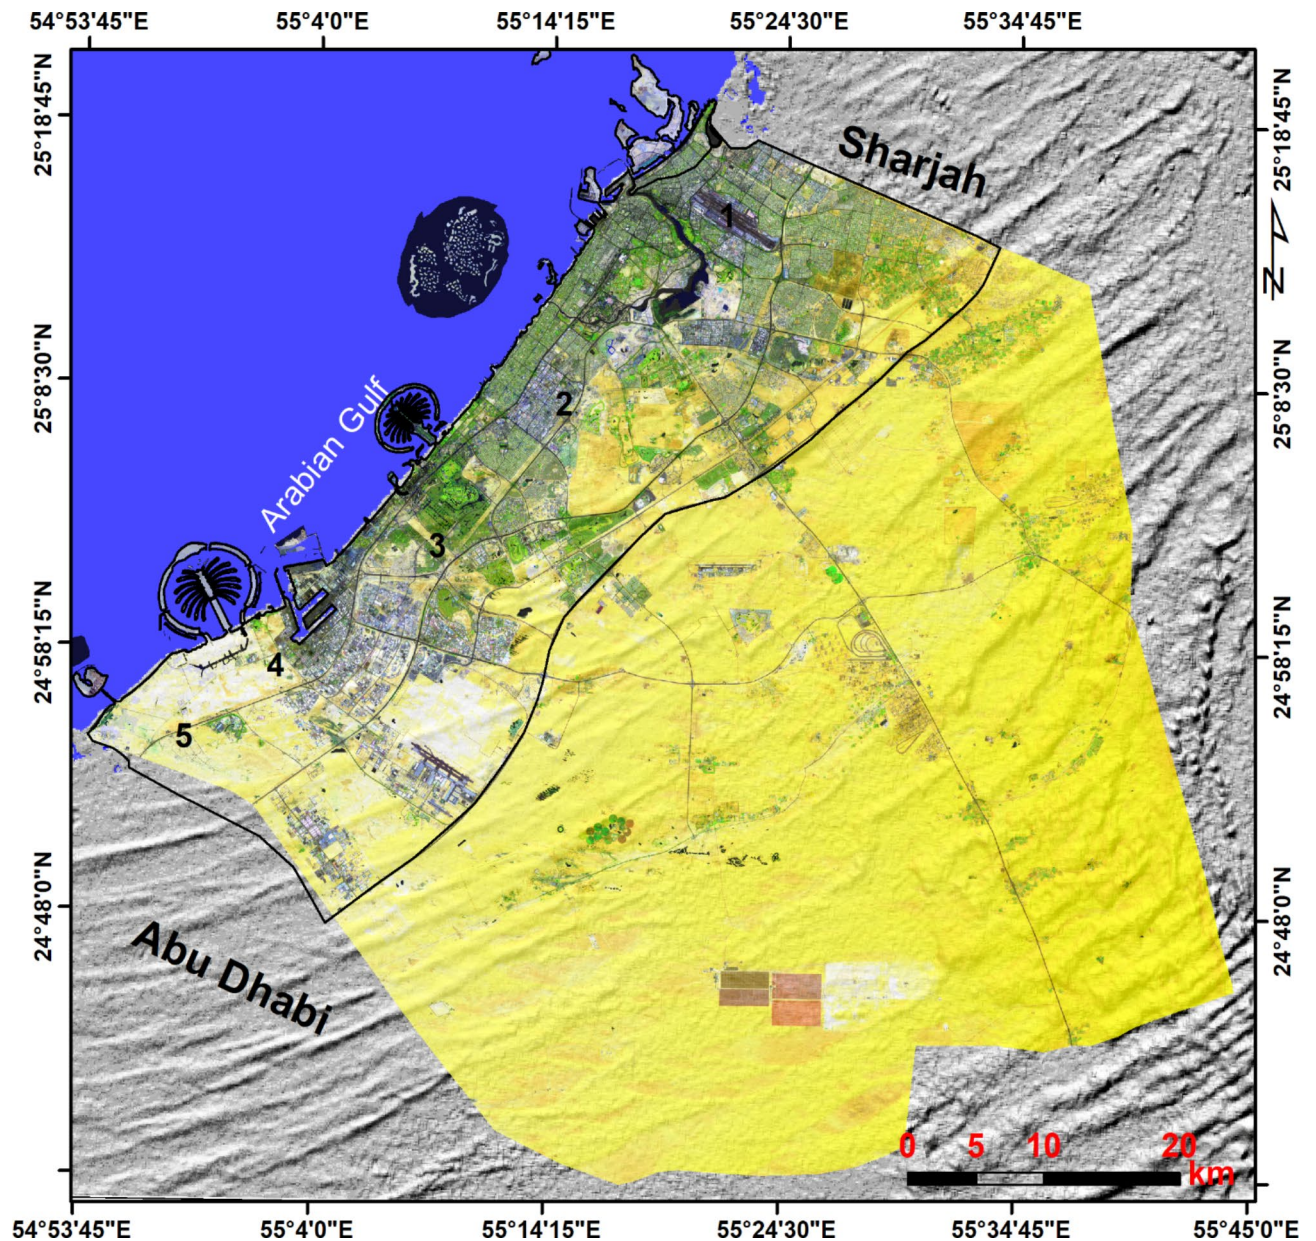 54°53'45"E 55°4'0"E 55°14'15"E 55°24'30"E 55°34'45"E
25°18'45"N
25°18'45"N
Sharjah
1
N
25°8'30"N
25°8'30"N
2
Arabian Gulf
3
24°58'15"N
24°58'15"N
4
5
24°48'0"N
24°48'0"N
Abu Dhabi
0 5 10 20
km
54°53'45"E 55°4'0"E 55°14'15"E 55°24'30"E 55°34'45"E 55°45'0"E